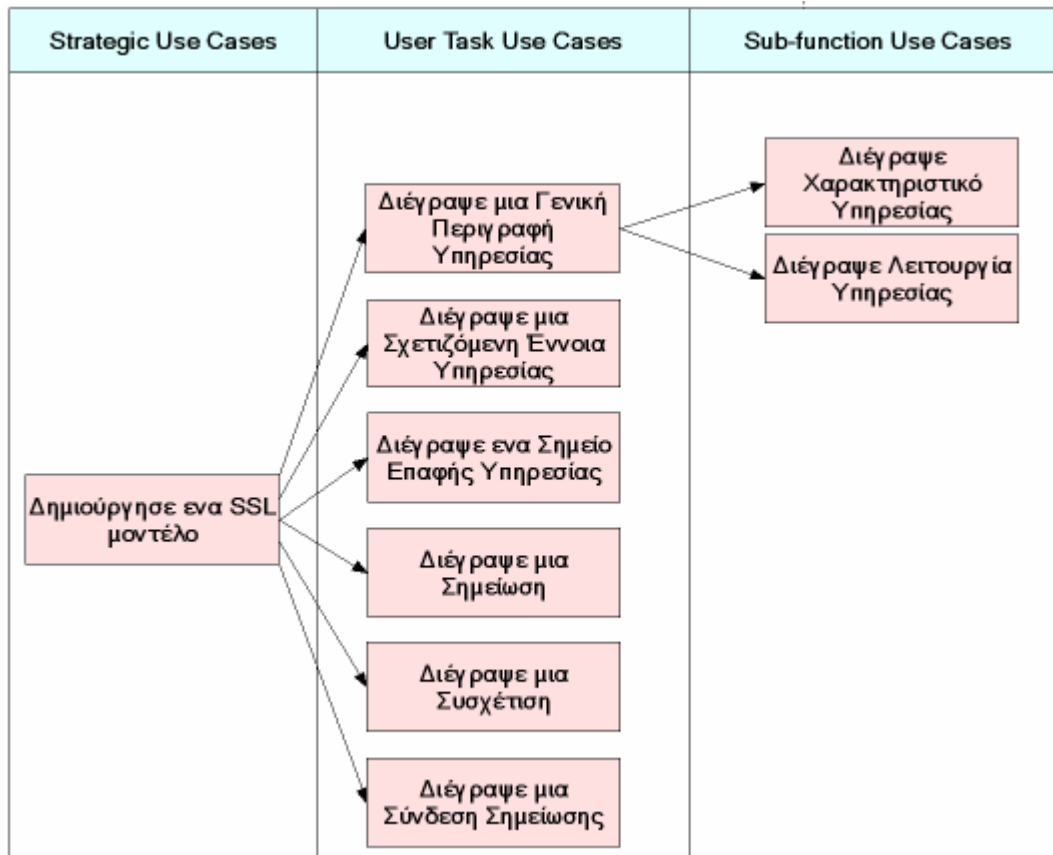 Strategic Use Cases
User Task Use Cases
Sub-function Use Cases
Δημιούργησε ενα SSL
μοντέλο
Διέγραψε μια Γενική
Περιγραφή
Υπηρεσίας
Διέγραψε μια
Σχετιζόμενη Έννοια
Υπηρεσίας
Διέγραψε ενα Σημείο
Επαφής Υπηρεσίας
Διέγραψε μια
Σημείωση
Διέγραψε μια
Συσχέτιση
Διέγραψε μια
Σύνδεση Σημείωσης
Διέγραψε
Χαρακτηριστικό
Υπηρεσίας
Διέγραψε Λειτουργία
Υπηρεσίας